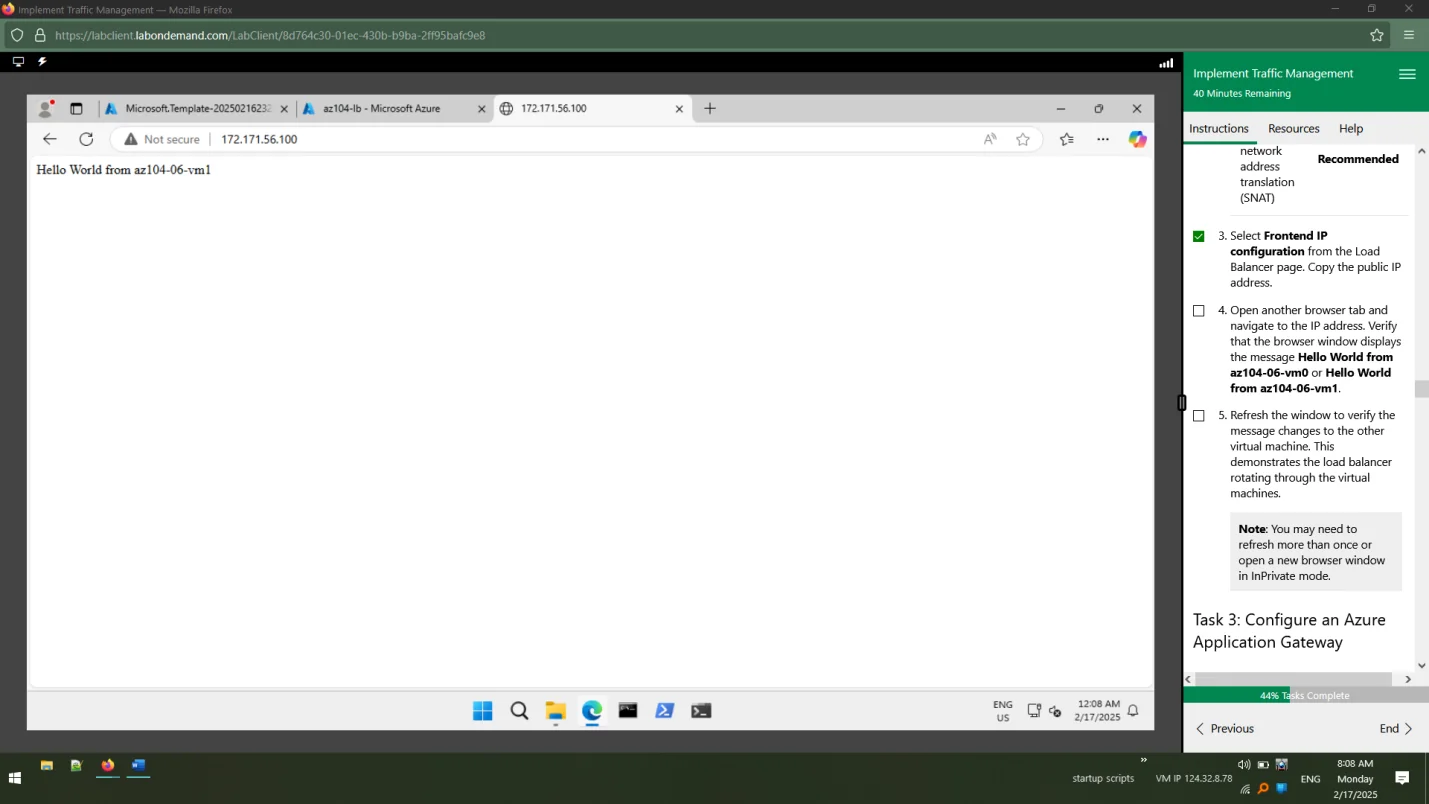 Implement Traffic Management — Mozilla Firefox
https://labclient.labondemand.com/LabClient/8d764c30-01ec-430b-b9ba-2ff95bafc9e8
Implement Traffic Management
40 Minutes Remaining
Instructions
Resources
Help
Microsoft.Template-20250216232
az104-lb - Microsoft Azure
172.171.56.100
Not secure
172.171.56.100
Hello World from az104-06-vm1
network
address
translation
(SNAT)
Recommended
3. Select Frontend IP
configuration from the Load
Balancer page. Copy the public IP
address.
4. Open another browser tab and
navigate to the IP address. Verify
that the browser window displays
the message Hello World from
az104-06-vm0 or Hello World
from az104-06-vm1.
5. Refresh the window to verify the
message changes to the other
virtual machine. This
demonstrates the load balancer
rotating through the virtual
machines.
Note: You may need to
refresh more than once or
open a new browser window
in InPrivate mode.
Task 3: Configure an Azure
Application Gateway
44% Tasks Complete
Previous
End
ENG
US
12:08 AM
2/17/2025
startup scripts
VM IP 124.32.8.78
ENG
8:08 AM
Monday
2/17/2025